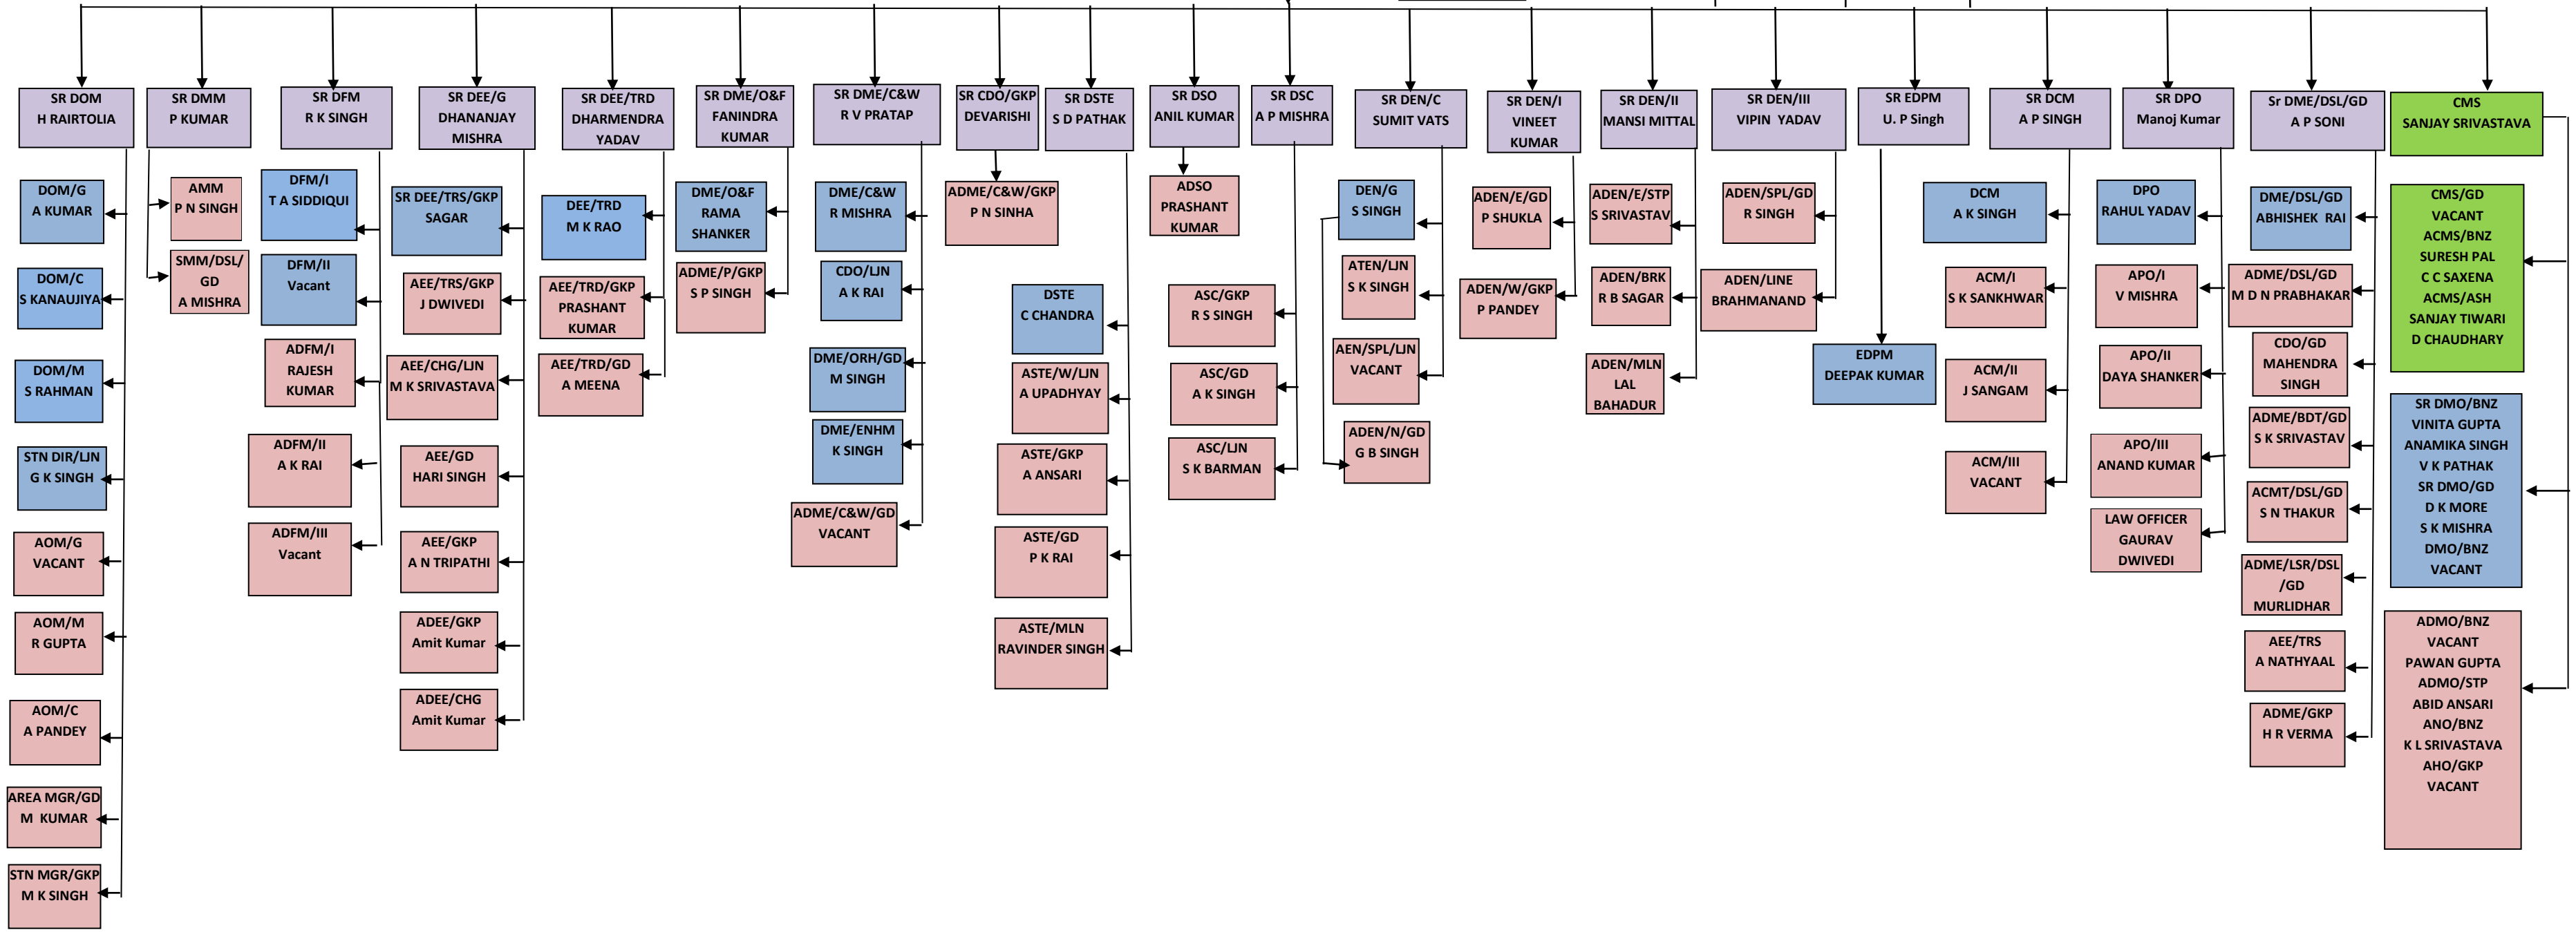 SR DOM
H RAIRTOLIA
DOM/G
A KUMAR
DOM/C
S KANAUJIYA
DOM/M
S RAHMAN
STN DIR/LJN
G K SINGH
AOM/G
VACANT
AOM/M
R GUPTA
AOM/C
A PANDEY
AREA MGR/GD
M KUMAR
STN MGR/GKP
M K SINGH
SR DMM
P KUMAR
AMM
P N SINGH
SMM/DSL/
GD
A MISHRA
SR DFM
R K SINGH
DFM/I
T A SIDDIQUI
DFM/II
Vacant
ADFM/I
RAJESH
KUMAR
ADFM/II
A K RAI
ADFM/III
Vacant
SR DEE/G
DHANANJAY
MISHRA
SR DEE/TRS/GKP
SAGAR
AEE/TRS/GKP
J DWIVEDI
AEE/CHG/LJN
M K SRIVASTAVA
AEE/GD
HARI SINGH
AEE/GKP
A N TRIPATHI
ADEE/GKP
Amit Kumar
ADEE/CHG
Amit Kumar
SR DEE/TRD
DHARMENDRA
YADAV
DEE/TRD
M K RAO
AEE/TRD/GKP
PRASHANT
KUMAR
AEE/TRD/GD
A MEENA
SR DME/O&F
FANINDRA
KUMAR
DME/O&F
RAMA
SHANKER
ADME/P/GKP
S P SINGH
SR DME/C&W
R V PRATAP
DME/C&W
R MISHRA
CDO/LJN
A K RAI
DME/ORH/GD
M SINGH
DME/ENHM
K SINGH
ADME/C&W/GD
VACANT
SR CDO/GKP
DEVARISHI
ADME/C&W/GKP
P N SINHA
SR DSTE
S D PATHAK
DSTE
C CHANDRA
ASTE/W/LJN
A UPADHYAY
ASTE/GKP
A ANSARI
ASTE/GD
P K RAI
ASTE/MLN
RAVINDER SINGH
SR DSO
ANIL KUMAR
ADSO
PRASHANT
KUMAR
SR DSC
A P MISHRA
ASC/GKP
R S SINGH
ASC/GD
A K SINGH
ASC/LJN
S K BARMAN
SR DEN/C
SUMIT VATS
DEN/G
S SINGH
ATEN/LJN
S K SINGH
AEN/SPL/LJN
VACANT
ADEN/N/GD
G B SINGH
SR DEN/I
VINEET
KUMAR
ADEN/E/GD
P SHUKLA
ADEN/W/GKP
P PANDEY
SR DEN/II
MANSI MITTAL
ADEN/E/STP
S SRIVASTAV
ADEN/BRK
R B SAGAR
ADEN/MLN
LAL
BAHADUR
SR DEN/III
VIPIN YADAV
ADEN/SPL/GD
R SINGH
ADEN/LINE
BRAHMANAND
SR EDPM
U. P Singh
EDPM
DEEPAK KUMAR
SR DCM
A P SINGH
DCM
A K SINGH
ACM/I
S K SANKHWAR
ACM/II
J SANGAM
ACM/III
VACANT
SR DPO
Manoj Kumar
DPO
RAHUL YADAV
APO/I
V MISHRA
APO/II
DAYA SHANKER
APO/III
ANAND KUMAR
LAW OFFICER
GAURAV
DWIVEDI
Sr DME/DSL/GD
A P SONI
DME/DSL/GD
ABHISHEK RAI
ADME/DSL/GD
M D N PRABHAKAR
CDO/GD
MAHENDRA
SINGH
ADME/BDT/GD
S K SRIVASTAV
ACMT/DSL/GD
S N THAKUR
ADME/LSR/DSL
/GD
MURLIDHAR
AEE/TRS
A NATHYAAL
ADME/GKP
H R VERMA
CMS
SANJAY SRIVASTAVA
CMS/GD
VACANT
ACMS/BNZ
SURESH PAL
C C SAXENA
ACMS/ASH
SANJAY TIWARI
D CHAUDHARY
SR DMO/BNZ
VINITA GUPTA
ANAMIKA SINGH
V K PATHAK
SR DMO/GD
D K MORE
S K MISHRA
DMO/BNZ
VACANT
ADMO/BNZ
VACANT
PAWAN GUPTA
ADMO/STP
ABID ANSARI
ANO/BNZ
K L SRIVASTAVA
AHO/GKP
VACANT